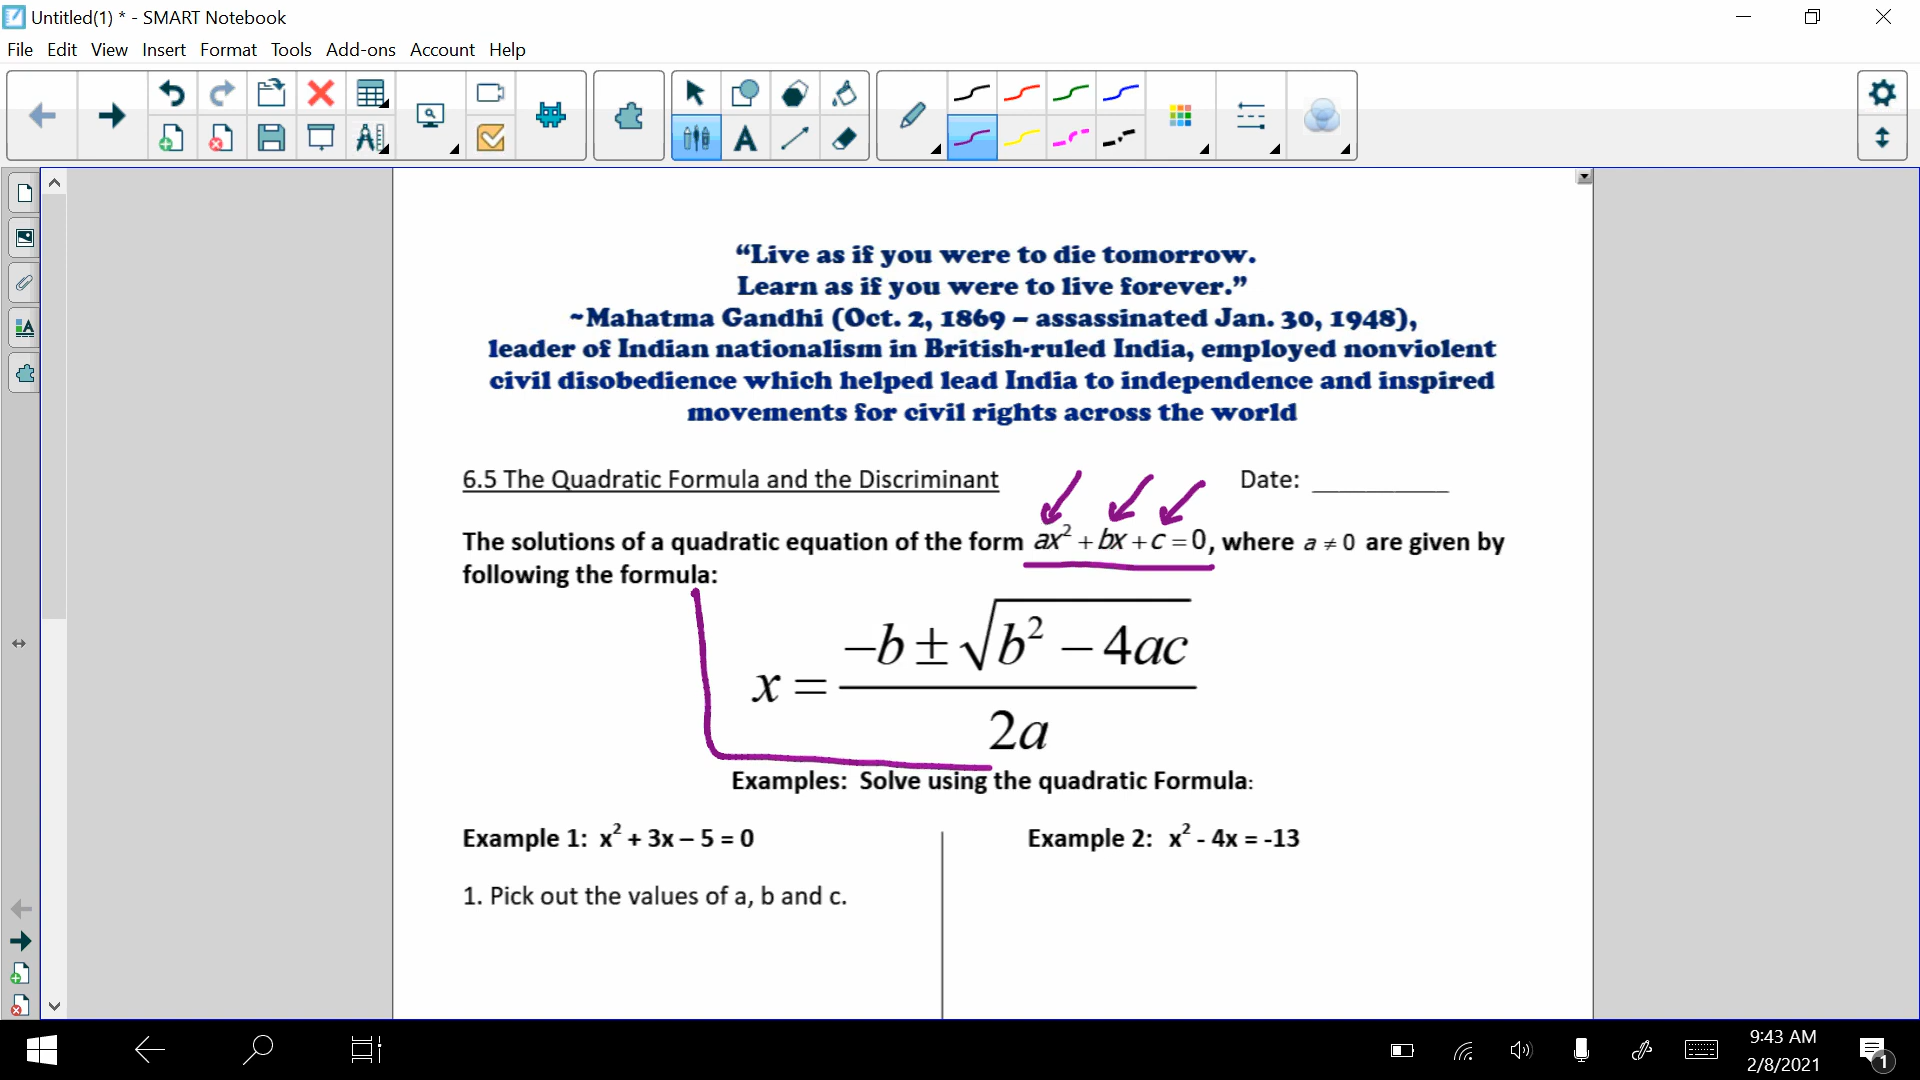 Untitled(1) * - SMART Notebook
File Edit View Insert Format Tools Add-ons Account Help
“Live as if you were to die tomorrow.
Learn as if you were to live forever.”
~Mahatma Gandhi (Oct. 2, 1869 – assassinated Jan. 30, 1948),
leader of Indian nationalism in British-ruled India, employed nonviolent
civil disobedience which helped lead India to independence and inspired
movements for civil rights across the world
6.5 The Quadratic Formula and the Discriminant Date: __________
The solutions of a quadratic equation of the form ax² + bx + c = 0, where a ≠ 0 are given by
following the formula:
x = (−b ± √(b² − 4ac)) / 2a
Examples: Solve using the quadratic Formula:
Example 1: x² + 3x – 5 = 0
1. Pick out the values of a, b and c.
Example 2: x² - 4x = -13
9:43 AM
2/8/2021
1